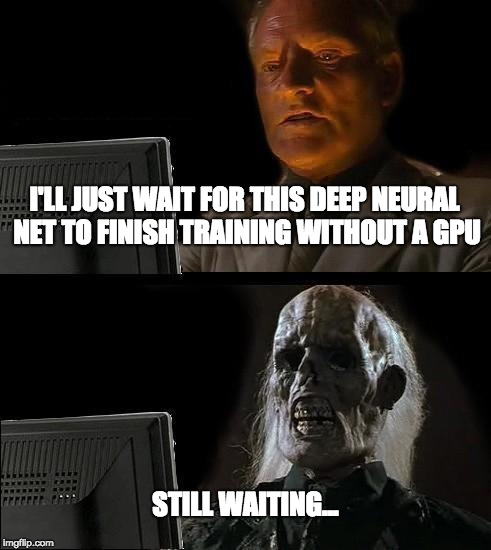 I'LL JUST WAIT FOR THIS DEEP NEURAL
NET TO FINISH TRAINING WITHOUT A GPU
STILL WAITING...
imgflip.com